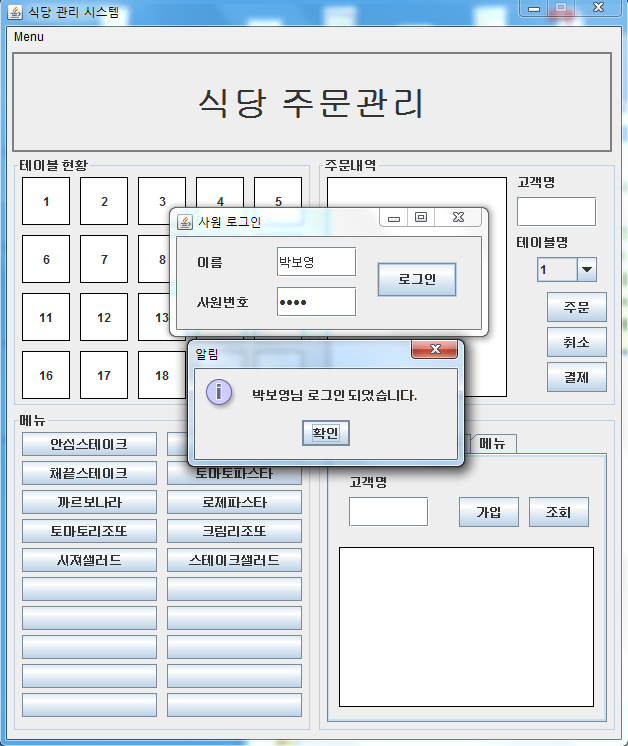 식당 관리 시스템
Menu
식당 주문관리
테이블 현황
1 2 3 4 5
6 7 8
11 12 13
16 17 18
주문내역
고객명
테이블명
1
주문
취소
결제
사원 로그인
이름 박보영
로그인
사원번호 ••••
알림
박보영님 로그인 되었습니다.
확인
메뉴
안심스테이크
채끝스테이크 토마토파스타
까르보나라 로제파스타
토마토리조또 크림리조또
시져샐러드 스테이크샐러드
메뉴
고객명
가입 조회